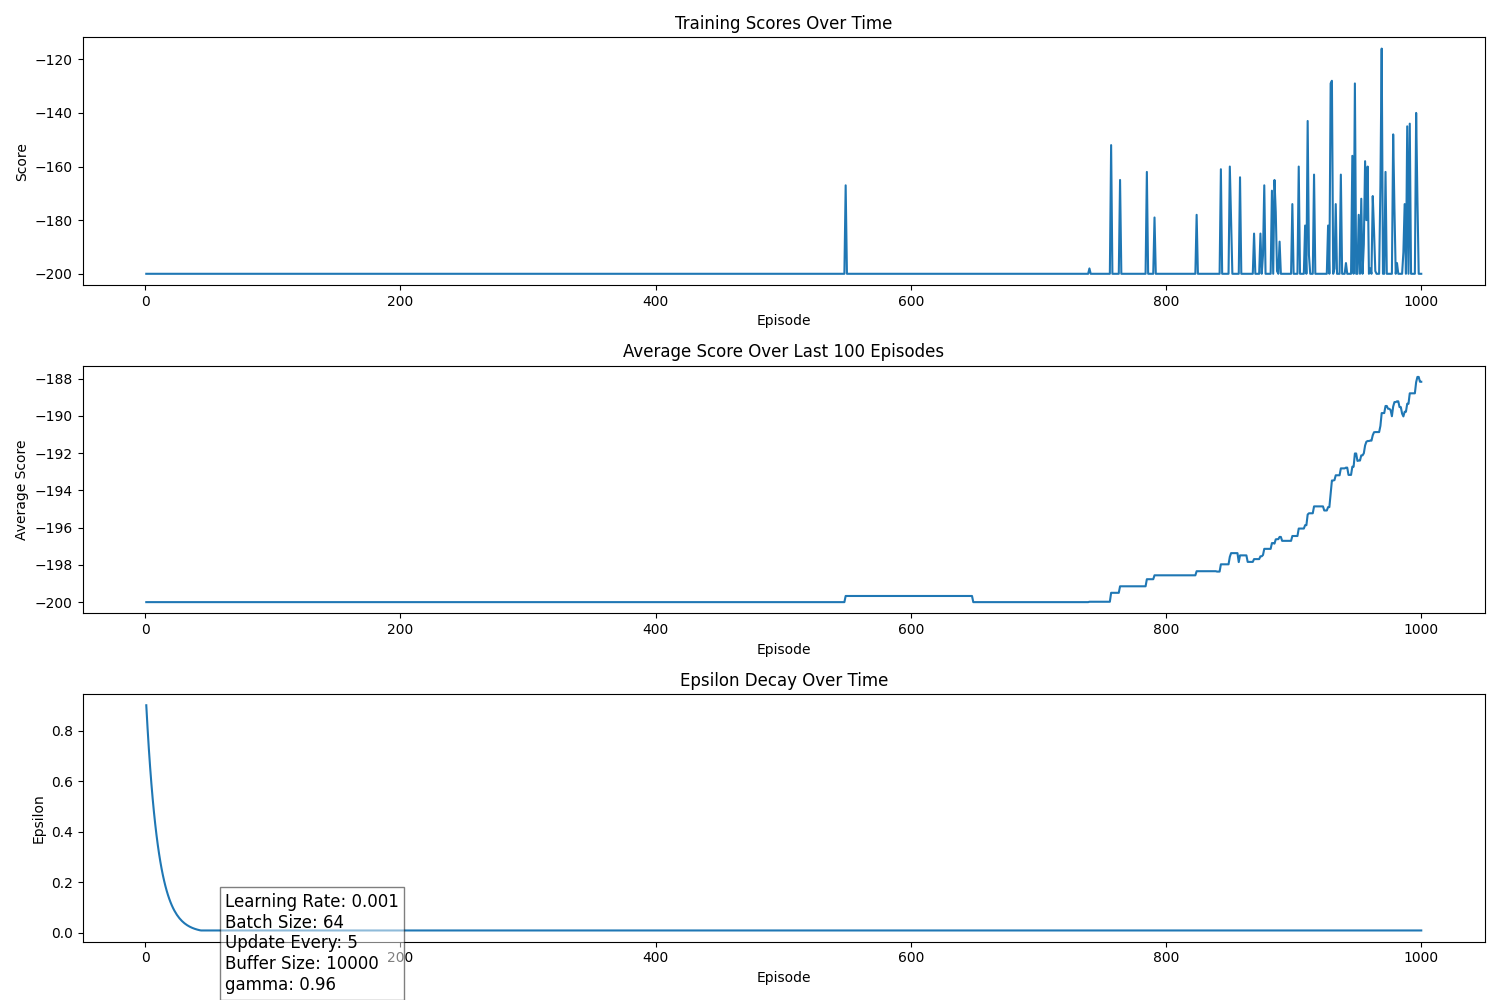 Training Scores Over Time
−120
−140
−160
−180
−200
Score
0 200 400 600 800 1000
Episode
Average Score Over Last 100 Episodes
−188
−190
−192
−194
−196
−198
−200
Average Score
0 200 400 600 800 1000
Episode
Epsilon Decay Over Time
0.8
0.6
0.4
0.2
0.0
Epsilon
0 200 400 600 800 1000
Episode
Learning Rate: 0.001
Batch Size: 64
Update Every: 5
Buffer Size: 10000
gamma: 0.96